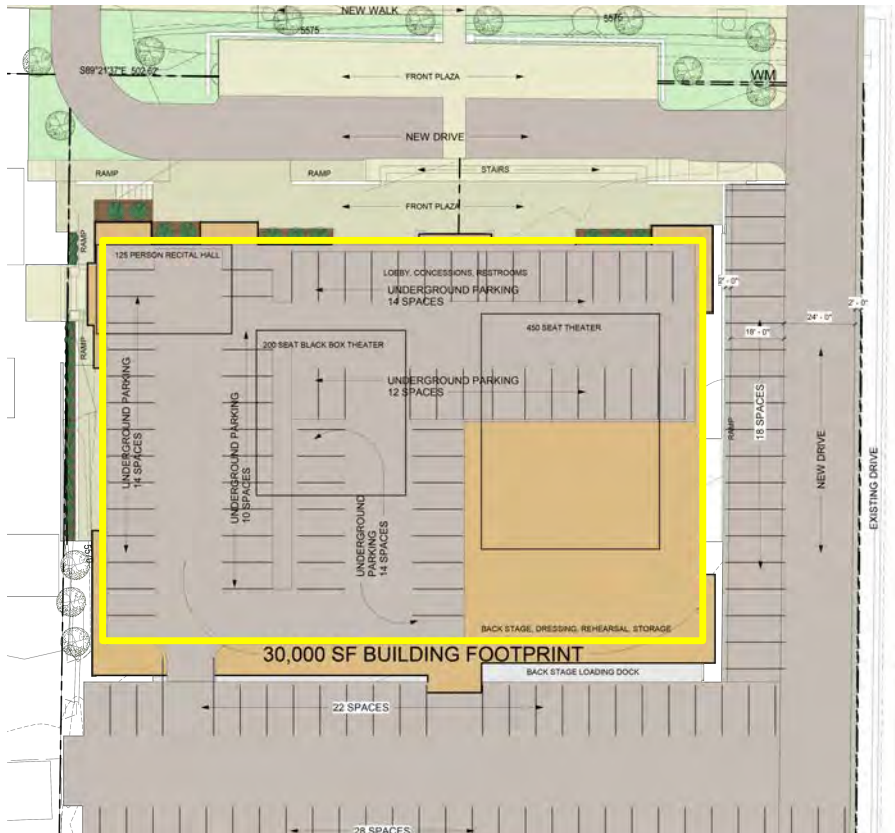 NEW WALK
5575
5575
S89°21'37"E 502.62'
FRONT PLAZA
WM
NEW DRIVE
RAMP
RAMP
STAIRS
FRONT PLAZA
RAMP
125 PERSON RECITAL HALL
LOBBY, CONCESSIONS, RESTROOMS
UNDERGROUND PARKING
14 SPACES
2' - 0"
2' - 0"
24' - 0"
18' - 0"
450 SEAT THEATER
200 SEAT BLACK BOX THEATER
RAMP
UNDERGROUND PARKING
12 SPACES
UNDERGROUND PARKING
14 SPACES
UNDERGROUND PARKING
10 SPACES
UNDERGROUND
PARKING
14 SPACES
RAMP
18 SPACES
NEW DRIVE
EXISTING DRIVE
5570
BACK STAGE, DRESSING, REHEARSAL, STORAGE
30,000 SF BUILDING FOOTPRINT
BACK STAGE LOADING DOCK
22 SPACES
28 SPACES